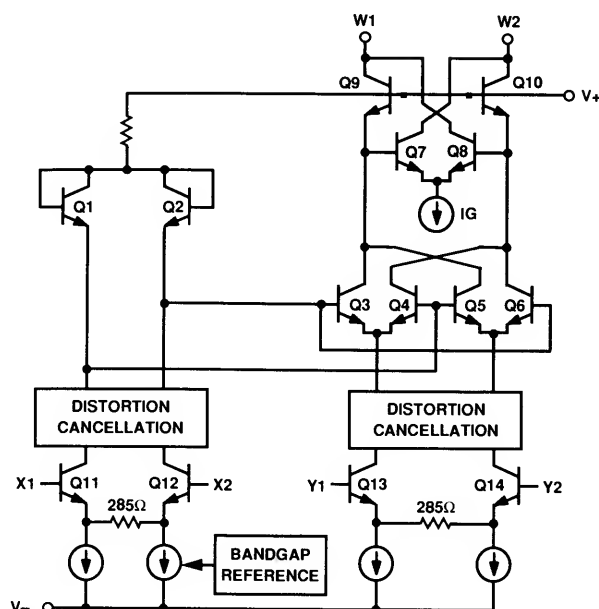 W1 W2
Q9 Q10
V+
Q7 Q8
Q1 Q2
IG
Q3 Q4 Q5 Q6
DISTORTION
CANCELLATION
DISTORTION
CANCELLATION
X1 Q11 Q12 X2
Y1 Q13 Q14 Y2
285Ω
285Ω
BANDGAP
REFERENCE
V–